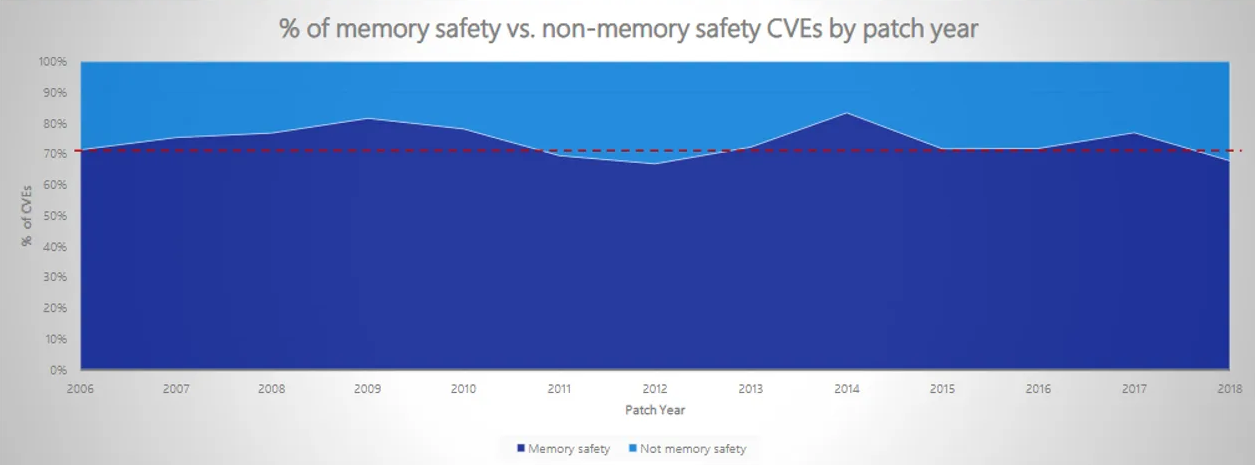 % of memory safety vs. non-memory safety CVEs by patch year
100%
90%
80%
70%
60%
50%
40%
30%
20%
10%
0%
% of CVEs
2006 2007 2008 2009 2010 2011 2012 2013 2014 2015 2016 2017 2018
Patch Year
Memory safety Not memory safety